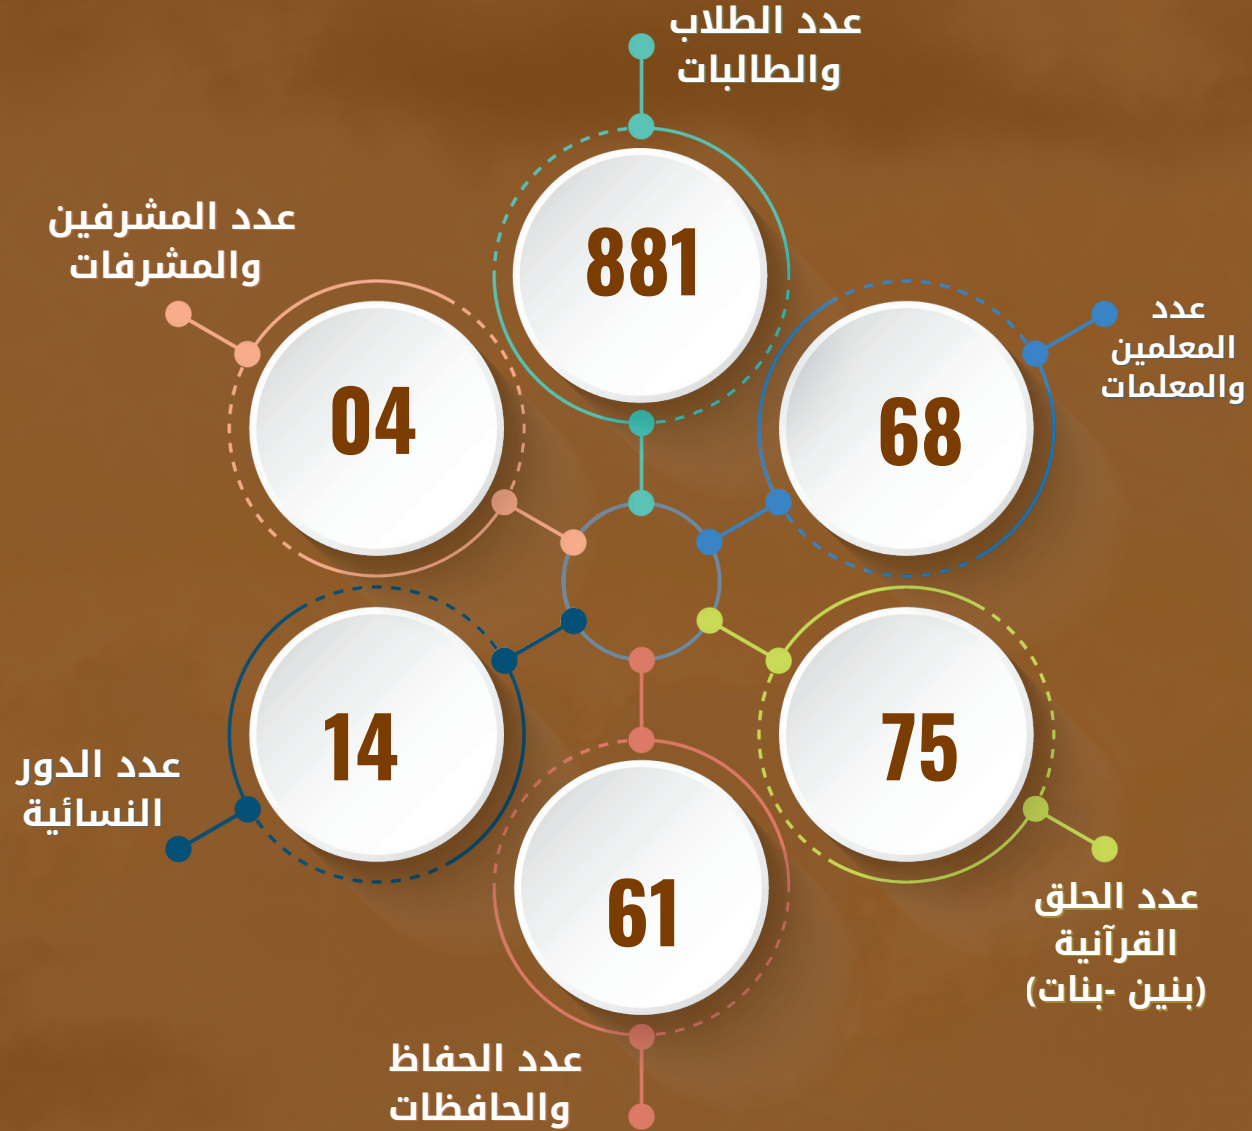 عدد الطلاب
والطالبات
881
عدد
المعلمين
والمعلمات
68
عدد الحلق
القرآنية
(بنين -بنات)
75
عدد الحفاظ
والحافظات
61
عدد الدور
النسائية
14
عدد المشرفين
والمشرفات
04